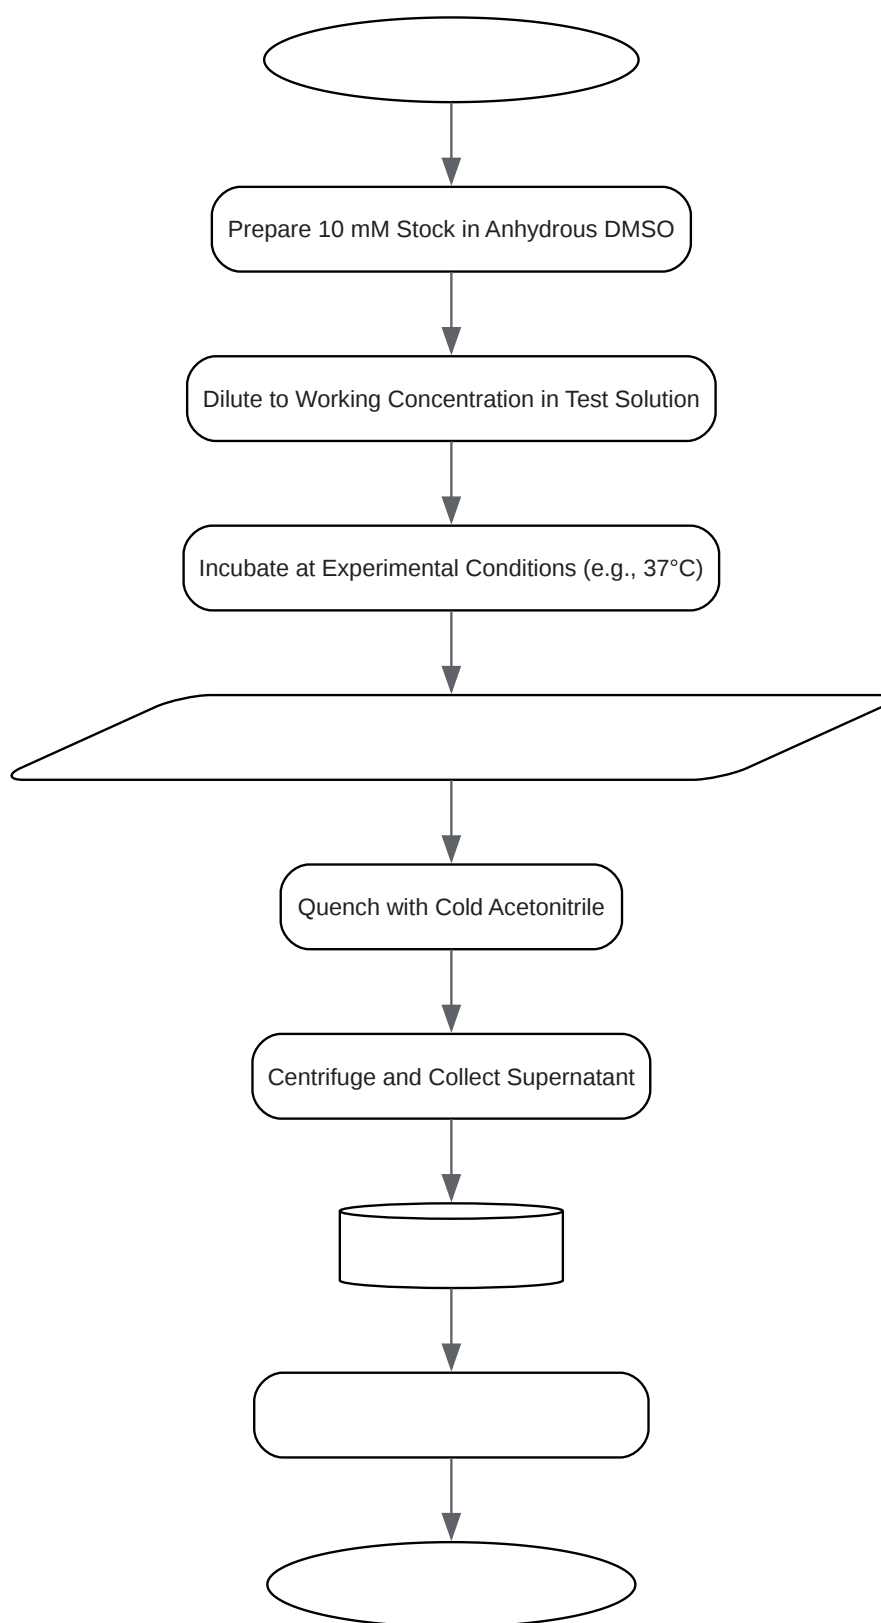 Prepare 10 mM Stock in Anhydrous DMSO
Dilute to Working Concentration in Test Solution
Incubate at Experimental Conditions (e.g., 37°C)
Quench with Cold Acetonitrile
Centrifuge and Collect Supernatant